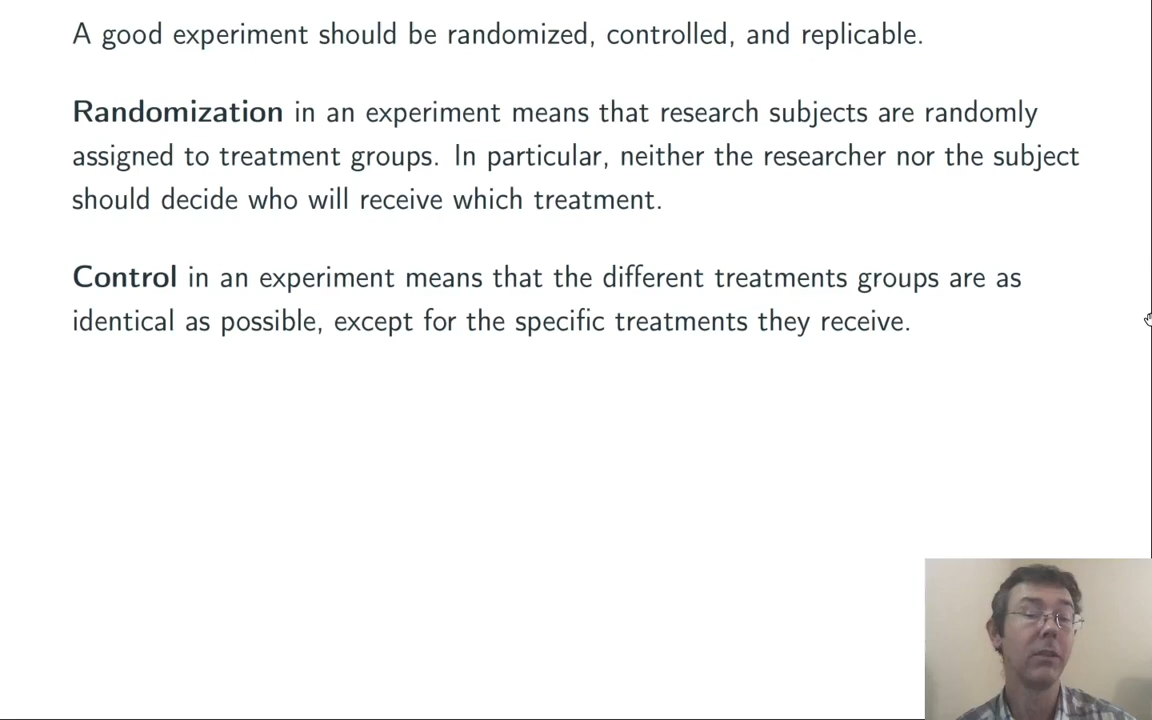 A good experiment should be randomized, controlled, and replicable.
Randomization in an experiment means that research subjects are randomly
assigned to treatment groups. In particular, neither the researcher nor the subject
should decide who will receive which treatment.
Control in an experiment means that the different treatments groups are as
identical as possible, except for the specific treatments they receive.